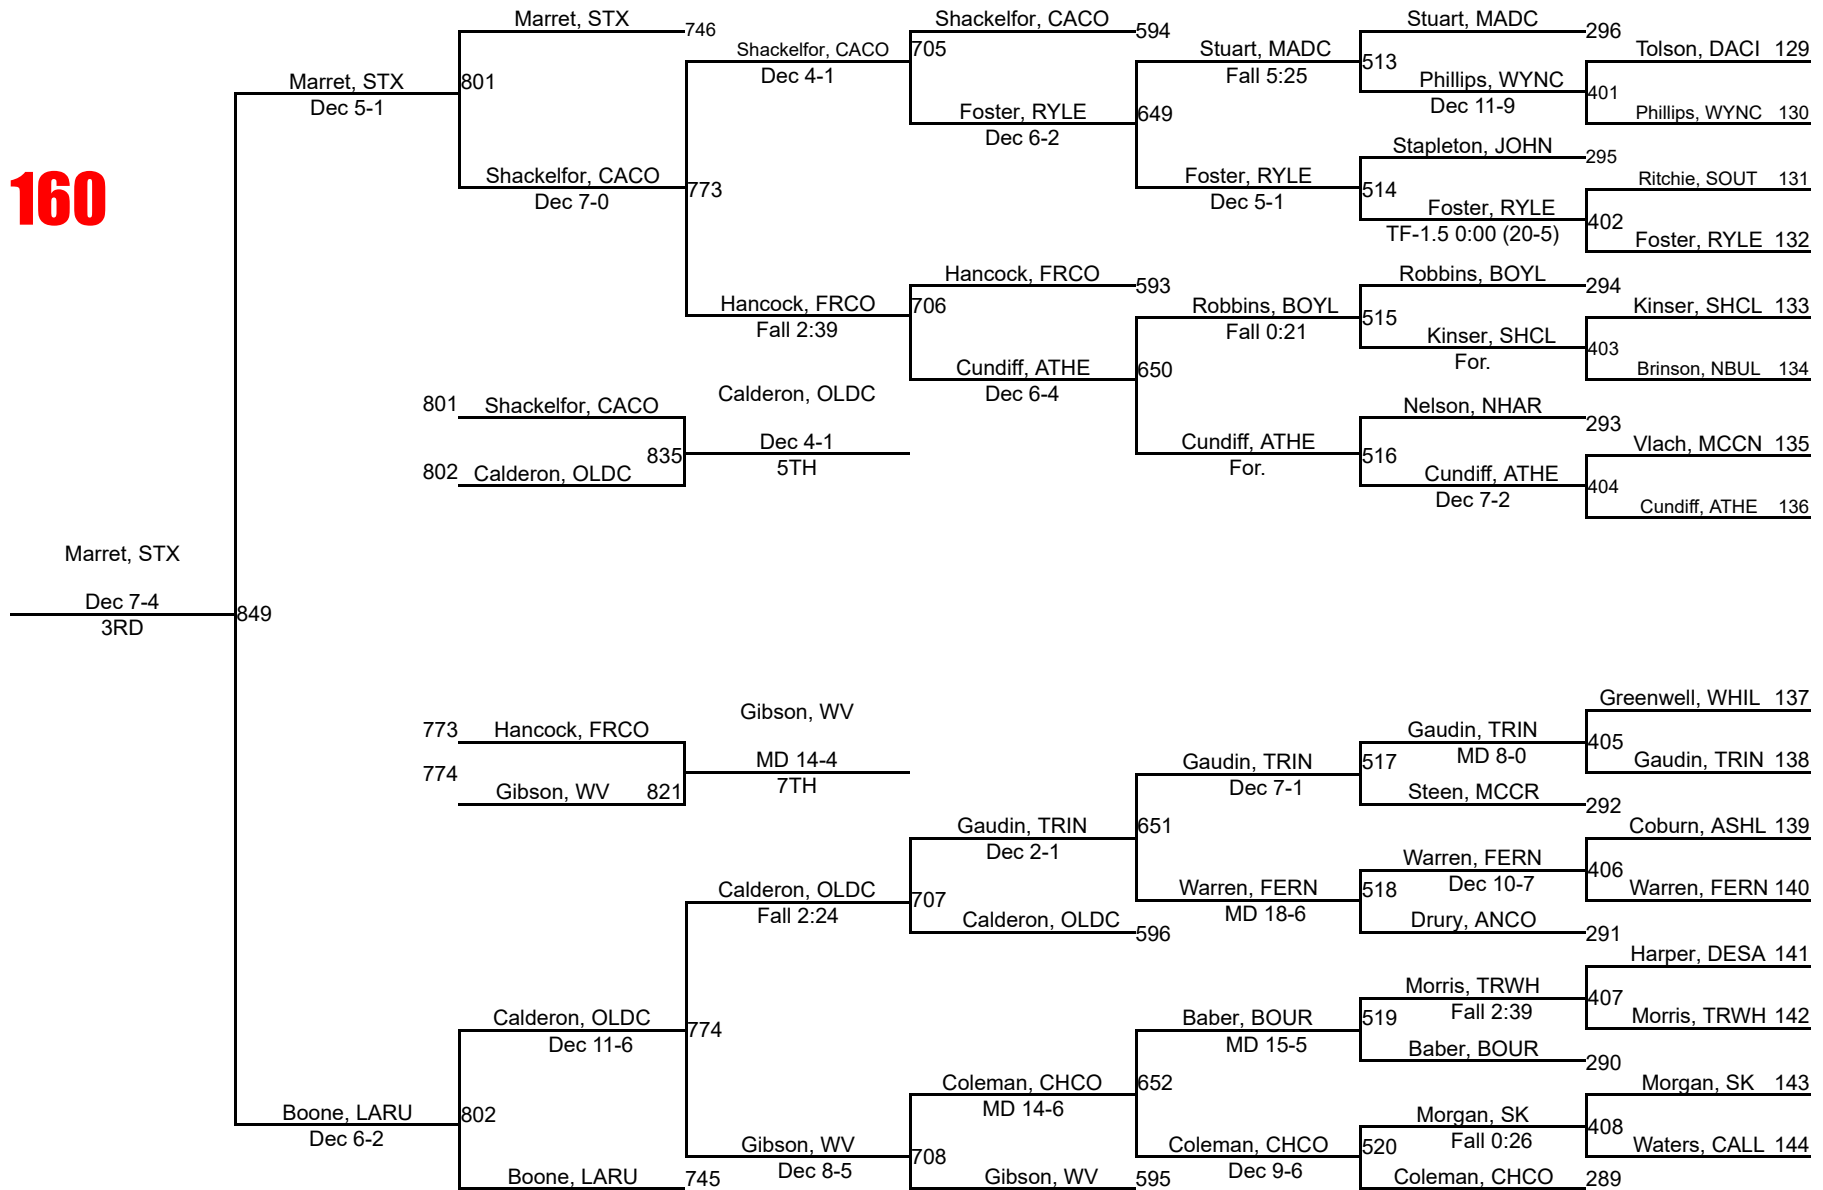 160
Marret, STX
746
Shackelfor, CACO
594
Stuart, MADC
296
Tolson, DACI 129
Shackelfor, CACO
705
Stuart, MADC
513
Dec 4-1
Fall 5:25
Marret, STX
801
Phillips, WYNC
401
Dec 5-1
Dec 11-9
Foster, RYLE
649
Phillips, WYNC 130
Dec 6-2
Stapleton, JOHN
295
Shackelfor, CACO
773
Foster, RYLE
514
Ritchie, SOUT 131
Dec 7-0
Dec 5-1
Foster, RYLE
402
TF-1.5 0:00 (20-5)
Foster, RYLE 132
Hancock, FRCO
593
Robbins, BOYL
294
Hancock, FRCO
706
Robbins, BOYL
515
Kinser, SHCL 133
Fall 2:39
Fall 0:21
Kinser, SHCL
403
For.
Cundiff, ATHE
650
Brinson, NBUL 134
Dec 6-4
Calderon, OLDC
801 Shackelfor, CACO
Nelson, NHAR
293
835
Dec 4-1
Cundiff, ATHE
516
Vlach, MCCN 135
5TH
For.
802 Calderon, OLDC
Cundiff, ATHE
404
Dec 7-2
Cundiff, ATHE 136
Marret, STX
Dec 7-4
849
3RD
Greenwell, WHIL 137
Gibson, WV
773 Hancock, FRCO
Gaudin, TRIN
405
MD 8-0
MD 14-4
7TH
774
Gibson, WV 821
Gaudin, TRIN
517
Gaudin, TRIN 138
Dec 7-1
Steen, MCCR
292
Gaudin, TRIN
651
Coburn, ASHL 139
Dec 2-1
Warren, FERN
406
Dec 10-7
Calderon, OLDC
707
Warren, FERN
518
Warren, FERN 140
Fall 2:24
MD 18-6
Calderon, OLDC
596
Drury, ANCO
291
Harper, DESA 141
Morris, TRWH
407
Fall 2:39
Calderon, OLDC
774
Baber, BOUR
519
Morris, TRWH 142
Dec 11-6
MD 15-5
Baber, BOUR
290
Coleman, CHCO
652
Morgan, SK 143
MD 14-6
Boone, LARU
802
Morgan, SK
408
Dec 6-2
Fall 0:26
Gibson, WV
708
Coleman, CHCO
520
Waters, CALL 144
Dec 8-5
Dec 9-6
Boone, LARU
745
Gibson, WV
595
Coleman, CHCO
289